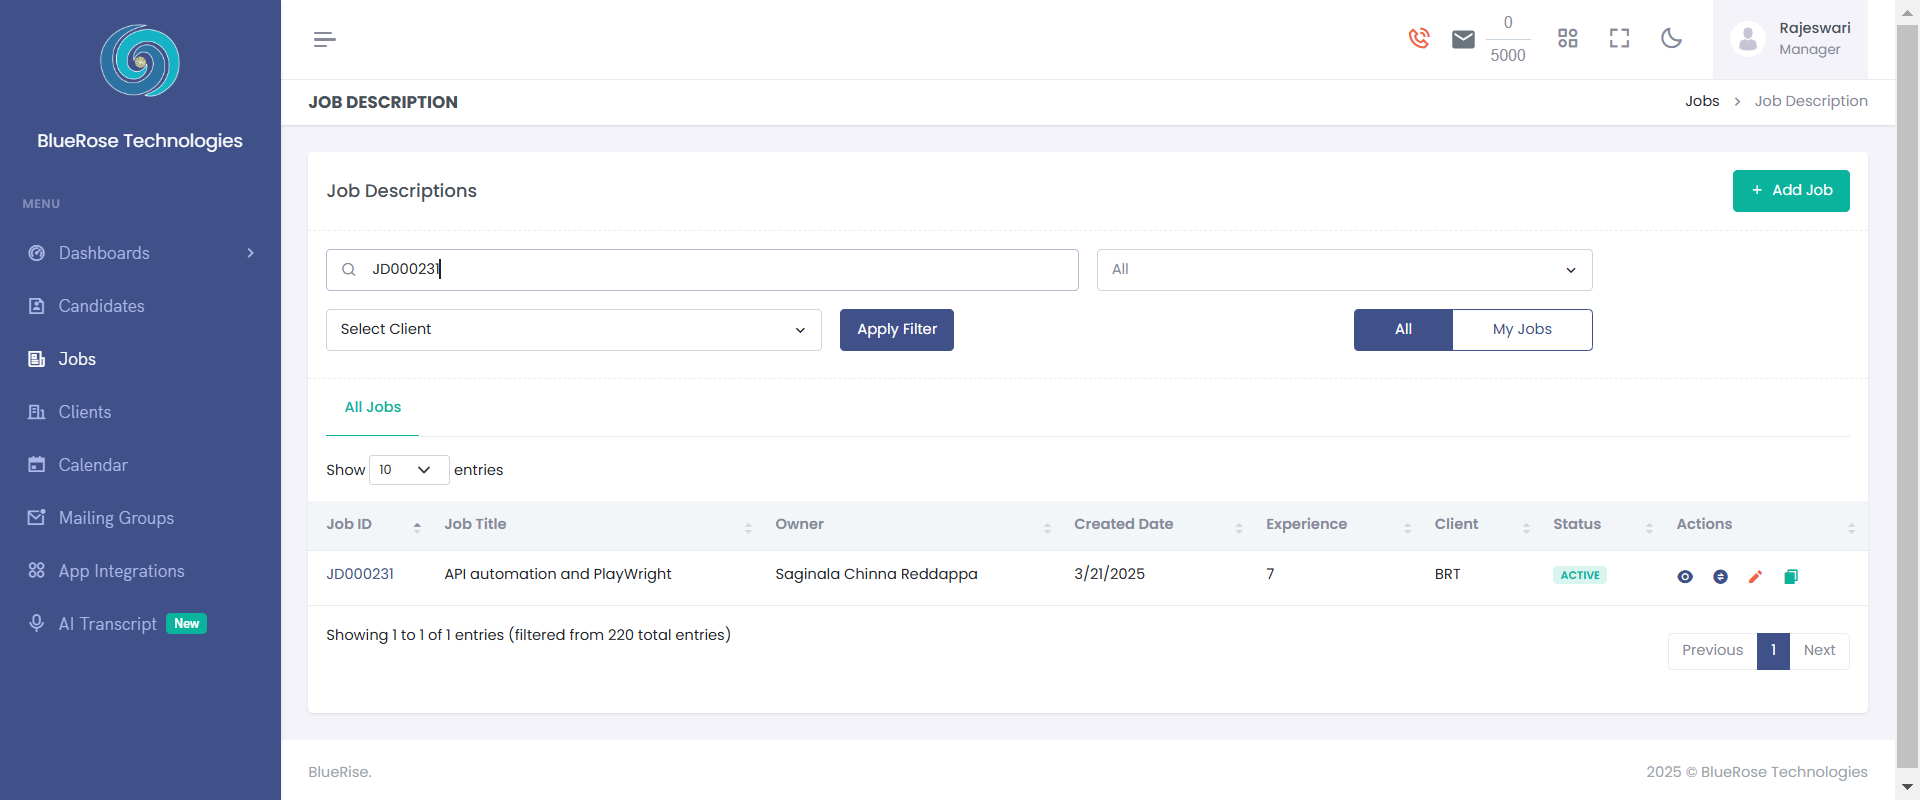 BlueRose Technologies
MENU
Dashboards
Candidates
Jobs
Clients
Calendar
Mailing Groups
App Integrations
AI Transcript New
0
5000
Rajeswari
Manager
JOB DESCRIPTION
Jobs > Job Description
Job Descriptions
+ Add Job
JD000231
All
Select Client
Apply Filter
All
My Jobs
All Jobs
Show 10 entries
Job ID Job Title Owner Created Date Experience Client Status Actions
JD000231 API automation and PlayWright Saginala Chinna Reddappa 3/21/2025 7 BRT ACTIVE
Showing 1 to 1 of 1 entries (filtered from 220 total entries)
Previous 1 Next
BlueRise.
2025 © BlueRose Technologies